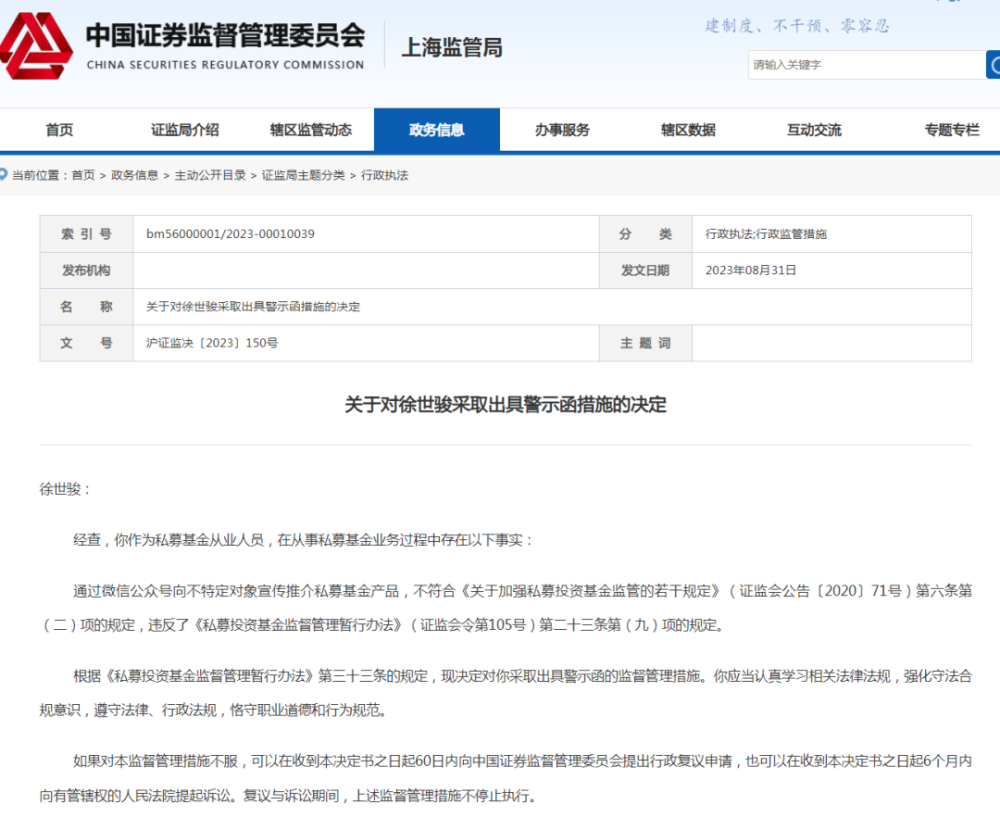 中国证券监督管理委员会
CHINA SECURITIES REGULATORY COMMISSION
上海监管局
建制度、不干预、零容忍
请输入关键字
首页 证监局介绍 辖区监管动态 政务信息 办事服务 辖区数据 互动交流 专题专栏
当前位置：首页 > 政务信息 > 主动公开目录 > 证监局主题分类 > 行政执法
索 引 号 bm56000001/2023-00010039 分 类 行政执法;行政监管措施
发布机构 发文日期 2023年08月31日
名 称 关于对徐世骏采取出具警示函措施的决定
文 号 沪证监决〔2023〕150号 主 题 词
关于对徐世骏采取出具警示函措施的决定
徐世骏：
经查，你作为私募基金从业人员，在从事私募基金业务过程中存在以下事实：
通过微信公众号向不特定对象宣传推介私募基金产品，不符合《关于加强私募投资基金监管的若干规定》（证监会公告〔2020〕71号）第六条第
（二）项的规定，违反了《私募投资基金监督管理暂行办法》（证监会令第105号）第二十三条第（九）项的规定。
根据《私募投资基金监督管理暂行办法》第三十三条的规定，现决定对你采取出具警示函的监督管理措施。你应当认真学习相关法律法规，强化守法合
规意识，遵守法律、行政法规，恪守职业道德和行为规范。
如果对本监督管理措施不服，可以在收到本决定书之日起60日内向中国证券监督管理委员会提出行政复议申请，也可以在收到本决定书之日起6个月内
向有管辖权的人民法院提起诉讼。复议与诉讼期间，上述监督管理措施不停止执行。